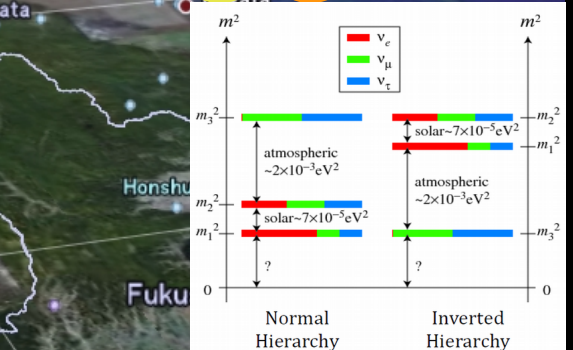 ata
Honshu
Fuku
m²
m²
νe
νμ
ντ
m₃²
m₂²
solar~7×10⁻⁵eV²
m₁²
atmospheric
~2×10⁻³eV²
atmospheric
~2×10⁻³eV²
m₂²
solar~7×10⁻⁵eV²
m₁²
m₃²
?
?
0
0
Normal
Hierarchy
Inverted
Hierarchy